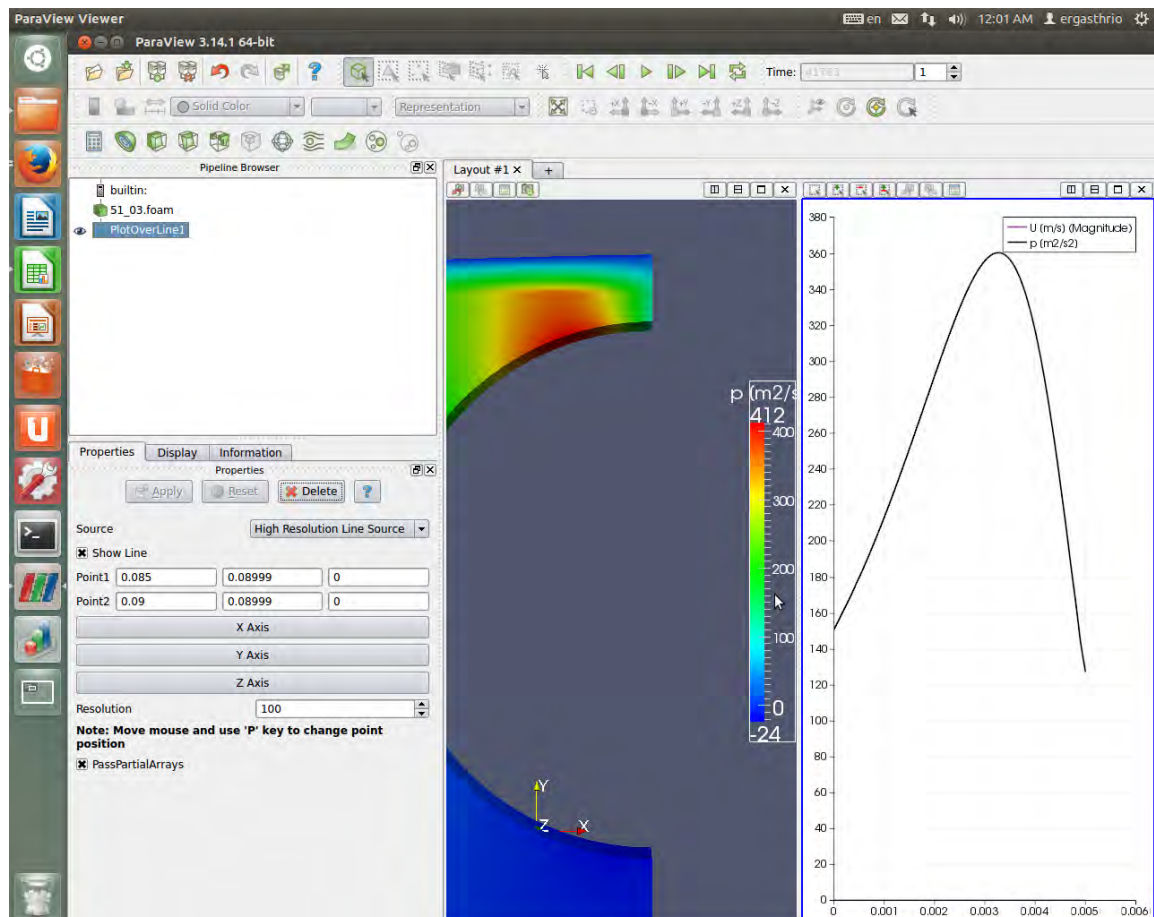 ParaView Viewer
en
12:01 AM
ergasthrio
ParaView 3.14.1 64-bit
Time:
1
Solid Color
Representation
Pipeline Browser
builtin:
51_03.foam
PlotOverLine1
Properties
Display
Information
Properties
Apply
Reset
Delete
?
Source
High Resolution Line Source
Show Line
Point1
0.085
0.08999
0
Point2
0.09
0.08999
0
X Axis
Y Axis
Z Axis
Resolution
100
Note: Move mouse and use 'P' key to change point
position
PassPartialArrays
Layout #1
+
p (m2/s
412
400
300
200
100
0
-24
Y
Z
X
U (m/s) (Magnitude)
p (m2/s2)
380
360
340
320
300
280
260
240
220
200
180
160
140
120
100
80
60
40
20
0
0
0.001
0.002
0.003
0.004
0.005
0.006